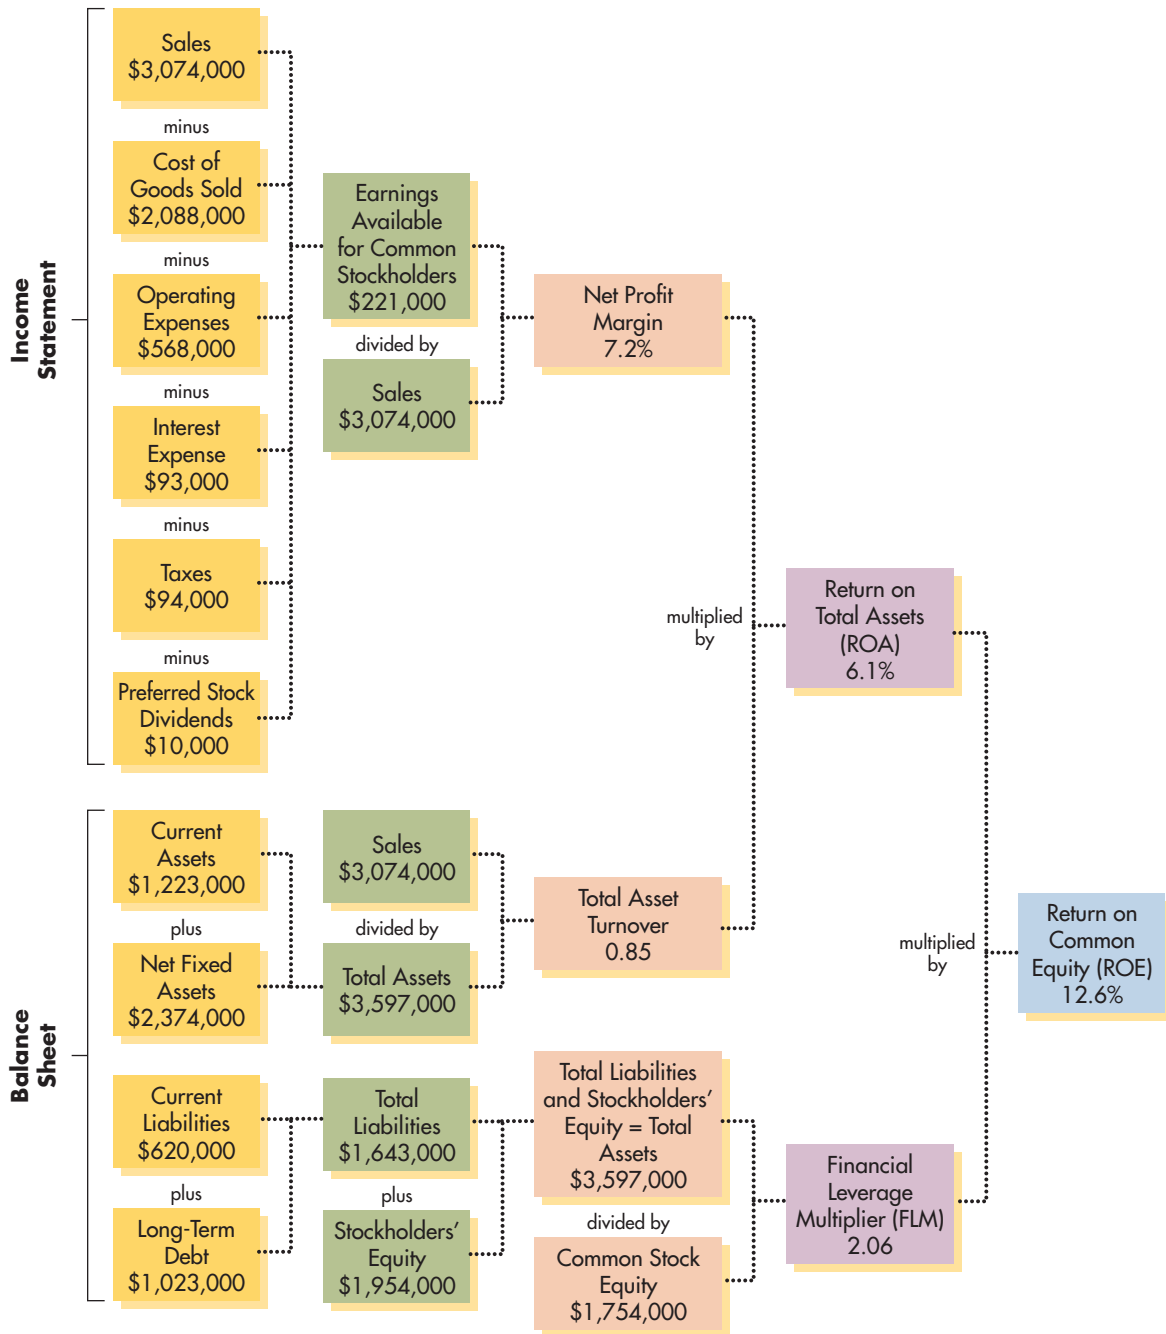 Income
Statement
Sales
$3,074,000
minus
Cost of
Goods Sold
$2,088,000
minus
Operating
Expenses
$568,000
minus
Interest
Expense
$93,000
minus
Taxes
$94,000
minus
Preferred Stock
Dividends
$10,000
Earnings
Available
for Common
Stockholders
$221,000
divided by
Sales
$3,074,000
Net Profit
Margin
7.2%
multiplied
by
Return on
Total Assets
(ROA)
6.1%
Balance
Sheet
Current
Assets
$1,223,000
plus
Net Fixed
Assets
$2,374,000
Sales
$3,074,000
divided by
Total Assets
$3,597,000
Total Asset
Turnover
0.85
Current
Liabilities
$620,000
plus
Long-Term
Debt
$1,023,000
Total
Liabilities
$1,643,000
plus
Stockholders’
Equity
$1,954,000
Total Liabilities
and Stockholders’
Equity = Total
Assets
$3,597,000
divided by
Common Stock
Equity
$1,754,000
Financial
Leverage
Multiplier (FLM)
2.06
multiplied
by
Return on
Common
Equity (ROE)
12.6%